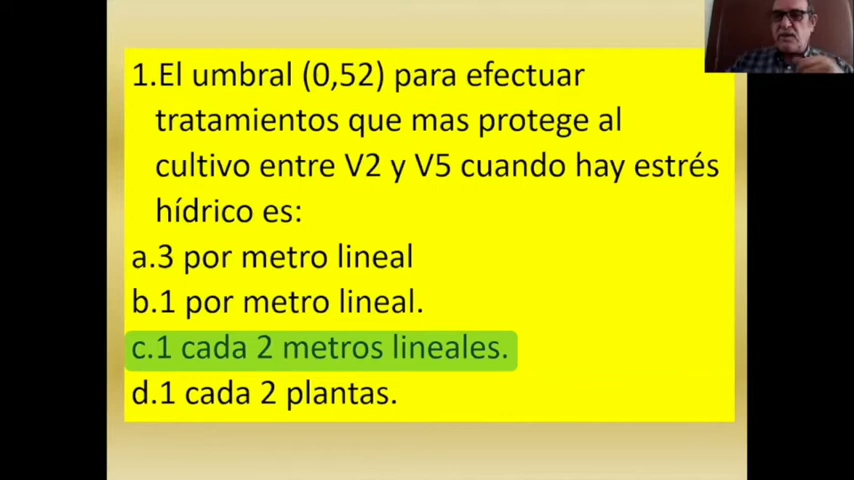 1.El umbral (0,52) para efectuar
tratamientos que mas protege al
cultivo entre V2 y V5 cuando hay estrés
hídrico es:
a.3 por metro lineal
b.1 por metro lineal.
c.1 cada 2 metros lineales.
d.1 cada 2 plantas.